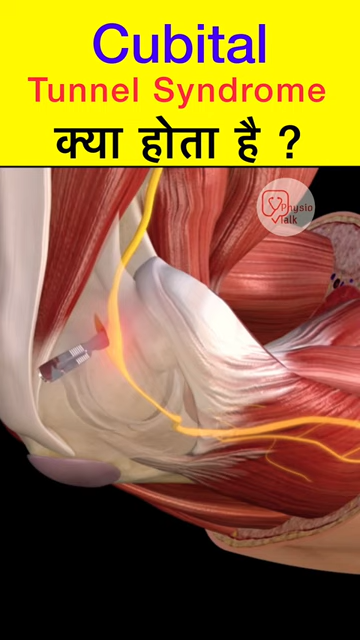 Cubital
Tunnel Syndrome
क्या होता है ?
Physio
Talk